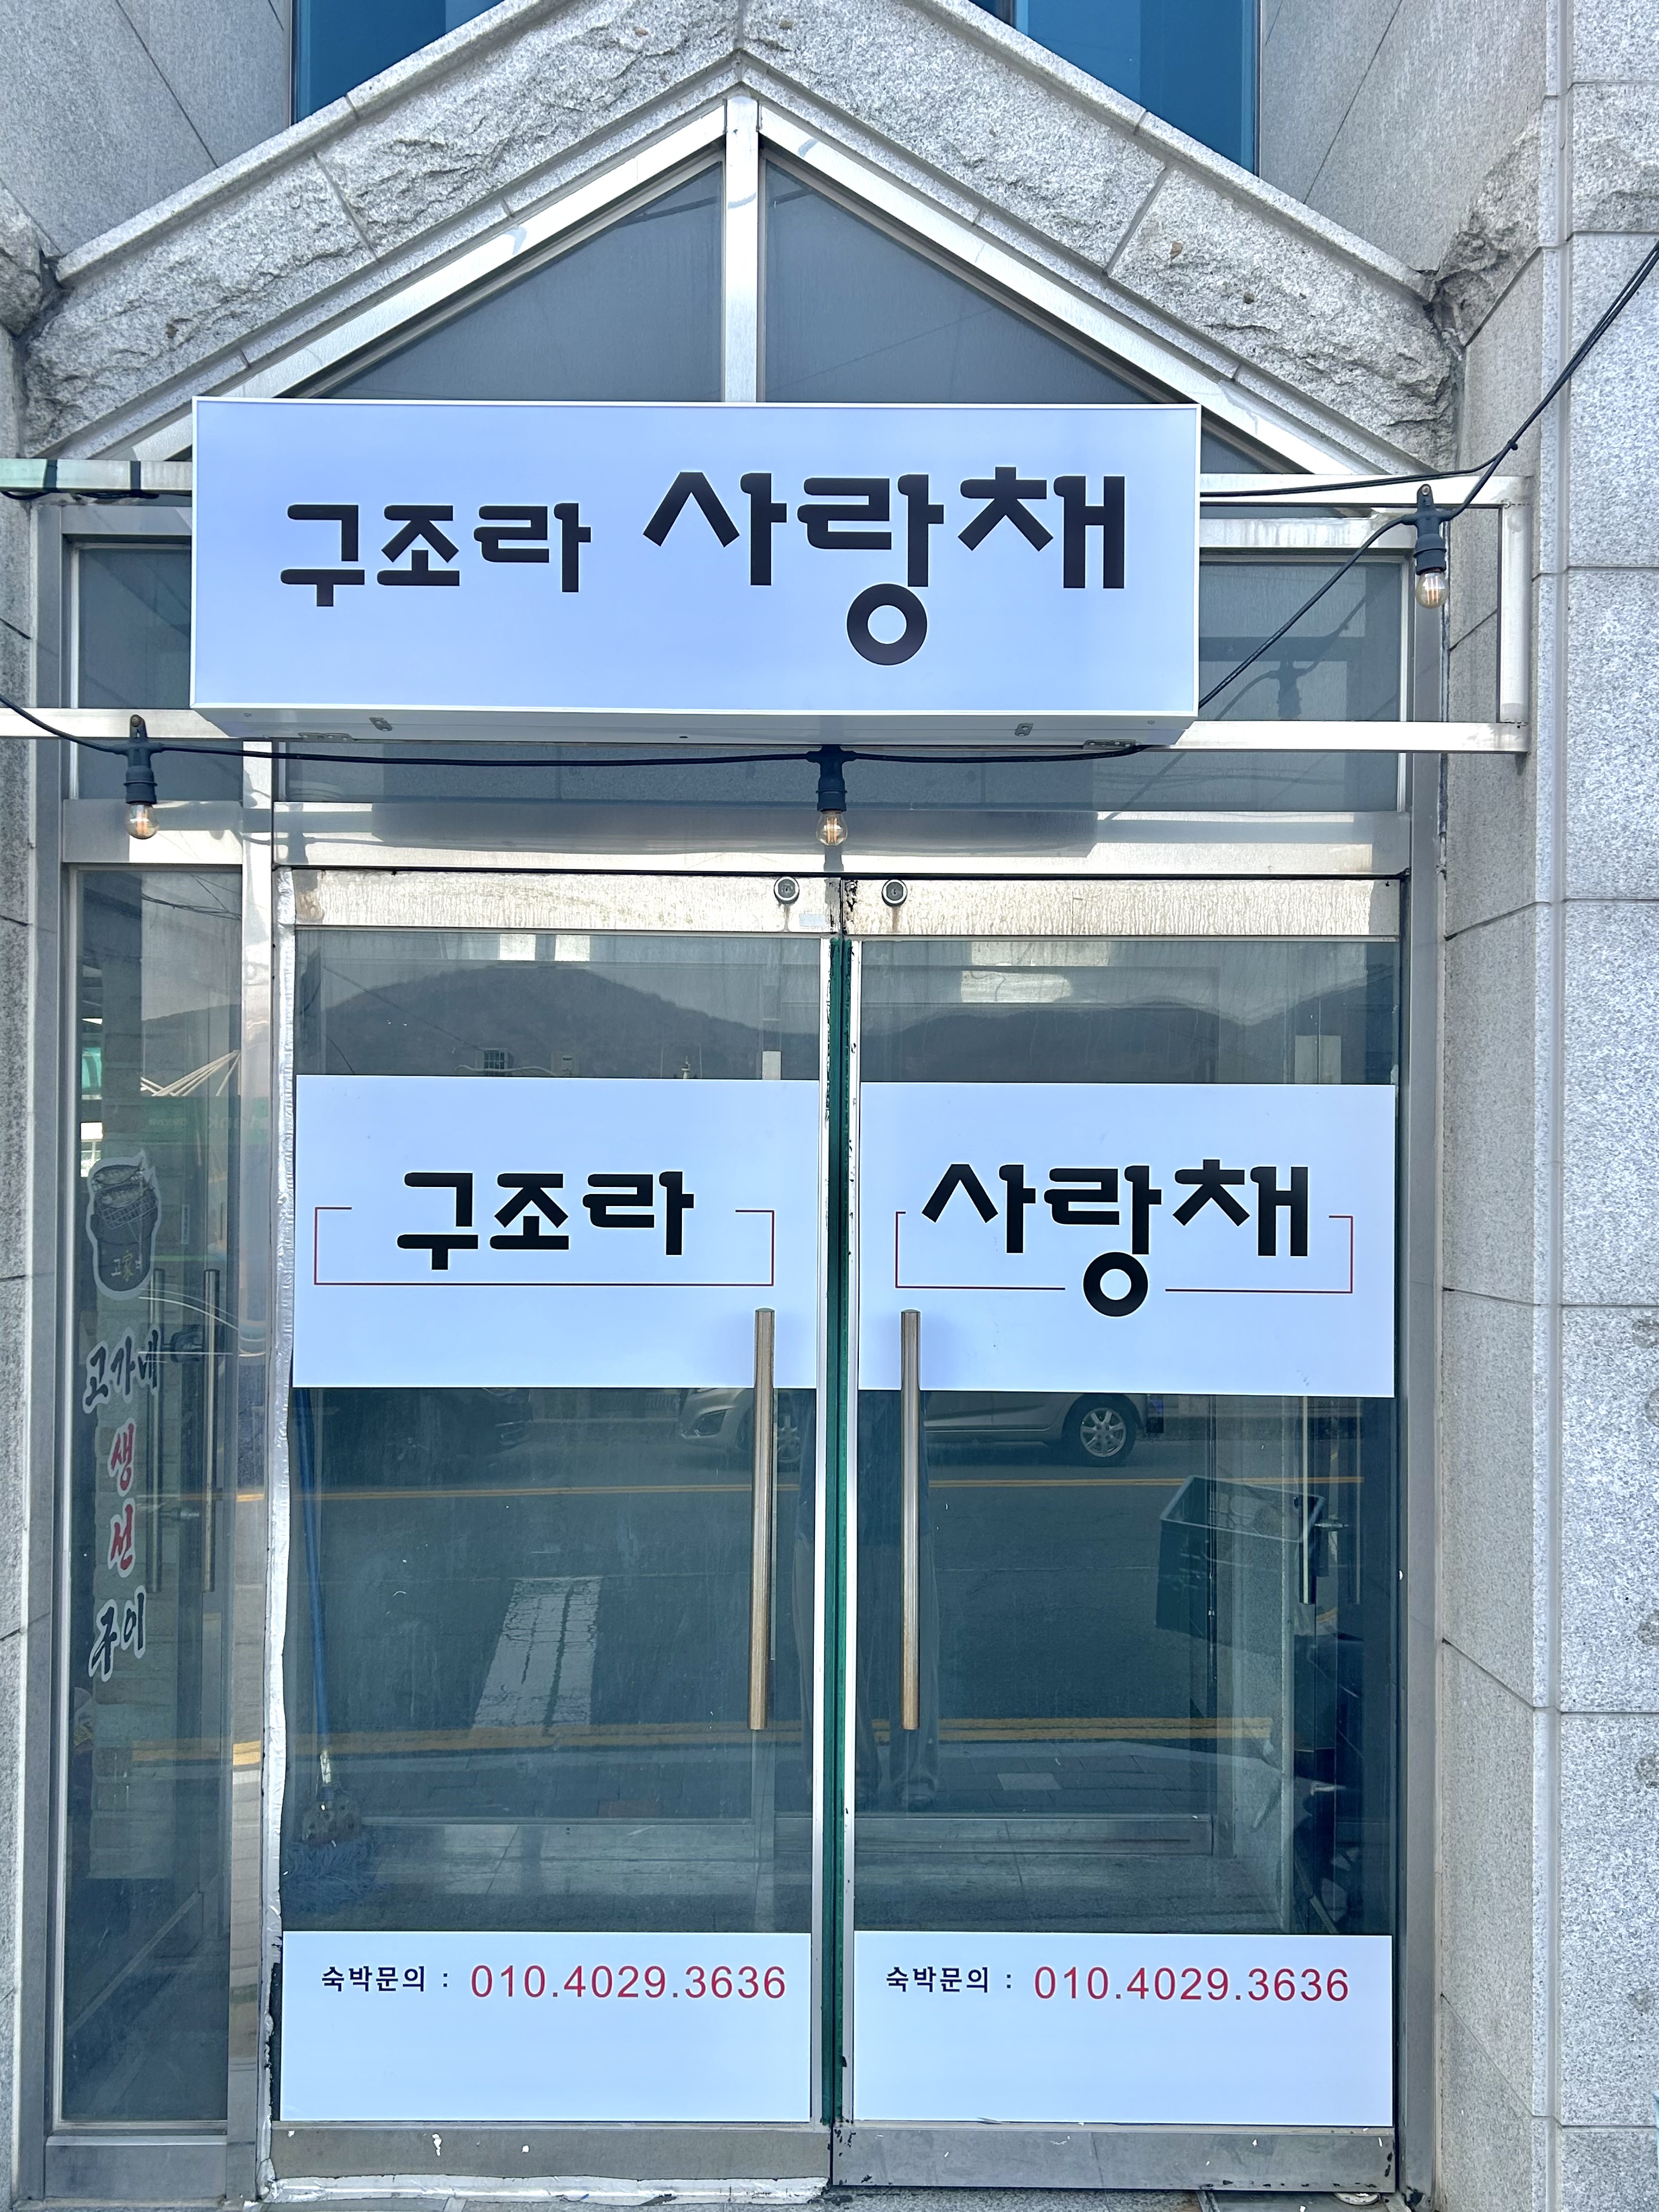 구조라 사랑채
구조라
사랑채
고가네
생
선
구이
숙박문의 : 010.4029.3636
숙박문의 : 010.4029.3636